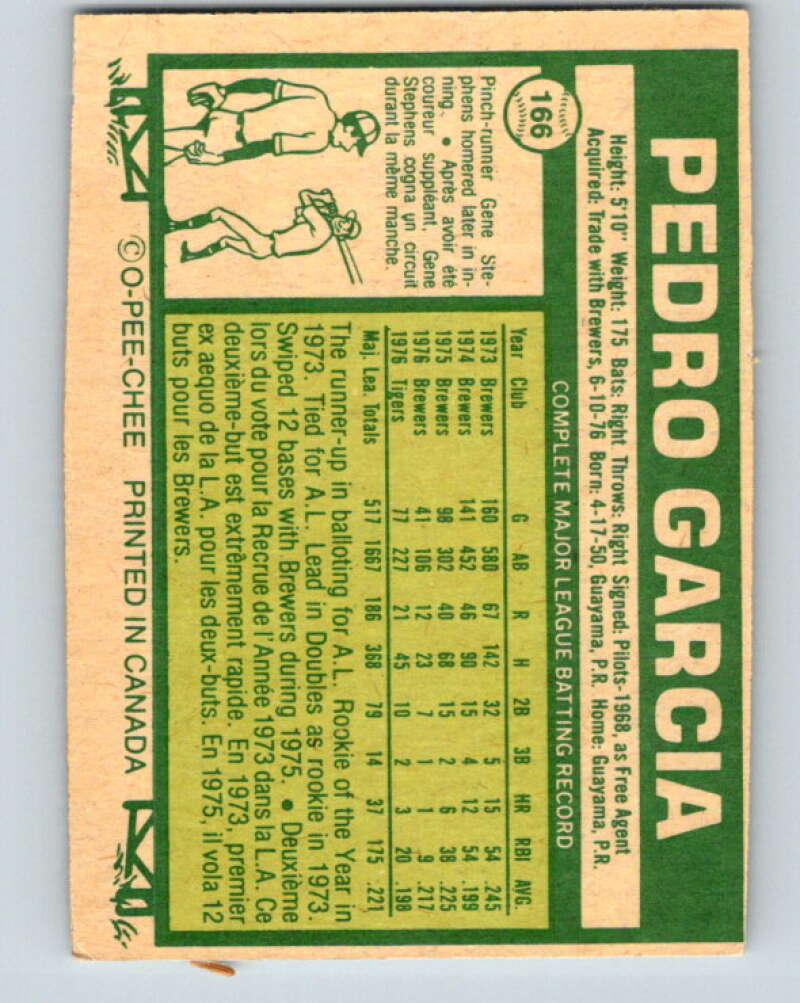 PEDRO GARCIA
Height: 5'10" Weight: 175 Bats: Right Throws: Right Signed: Pilots-1968, as Free Agent
Acquired: Trade with Brewers, 6-10-76 Born: 4-17-50, Guayama, P.R. Home: Guayama, P.R.
166
COMPLETE MAJOR LEAGUE BATTING RECORD
Year Club G AB R H 2B 3B HR RBI AVG.
1973 Brewers 160 580 67 142 32 5 15 54 .245
1974 Brewers 141 452 46 90 15 4 12 54 .199
1975 Brewers 98 302 40 68 15 2 6 38 .225
1976 Brewers 41 106 12 23 7 1 1 9 .217
1976 Tigers 77 227 21 45 10 2 3 20 .198
Maj. Lea. Totals 517 1667 186 368 79 14 37 175 .221
The runner-up in balloting for A.L. Rookie of the Year in
1973. Tied for A.L. Lead in Doubles as rookie in 1973.
Swiped 12 bases with Brewers during 1975. • Deuxième
lors du vote pour la Recrue de l'Année 1973 dans la L.A. Ce
deuxième-but est extrêmement rapide. En 1973, premier
ex aequo de la L.A. pour les deux-buts. En 1975, il vola 12
buts pour les Brewers.
Pinch-runner Gene Ste-
phens homered later in in-
ning. • Après avoir été
coureur suppléant, Gene
Stephens cogna un circuit
durant la même manche.
©O-PEE-CHEE PRINTED IN CANADA